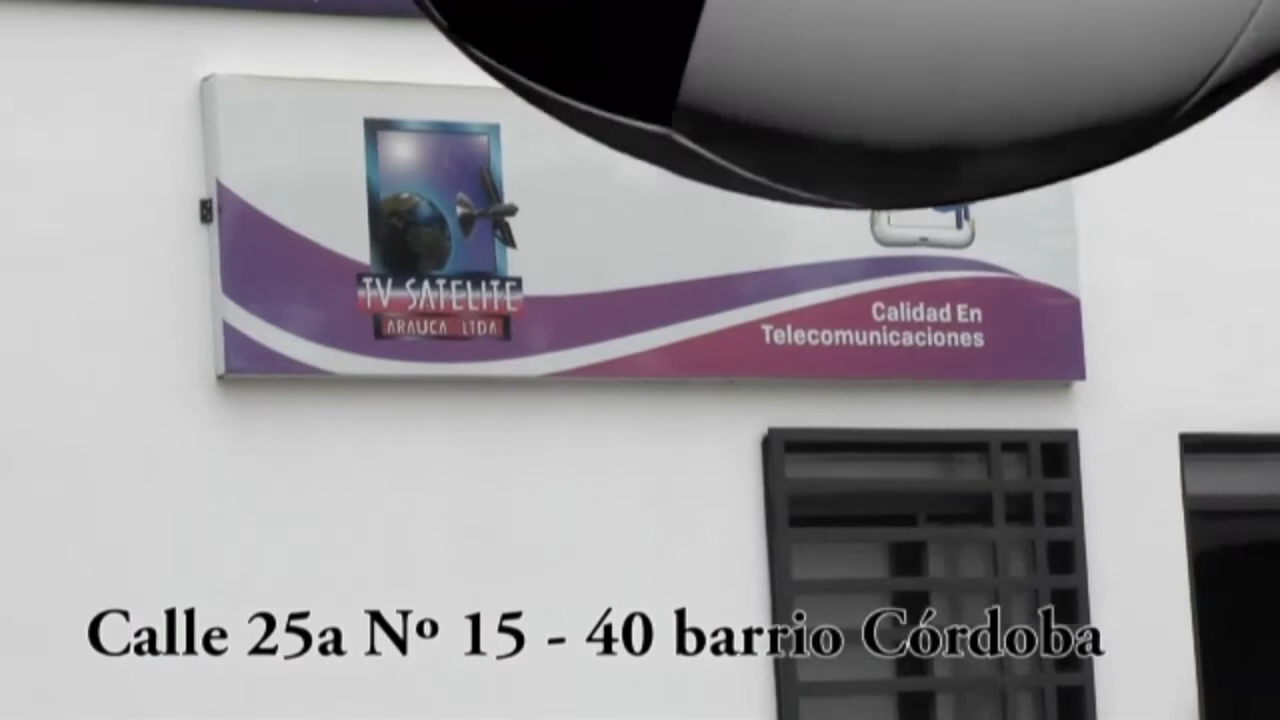 TV SATELITE
ARAUCA LTDA
Calidad En
Telecomunicaciones
Calle 25a Nº 15 - 40 barrio Córdoba